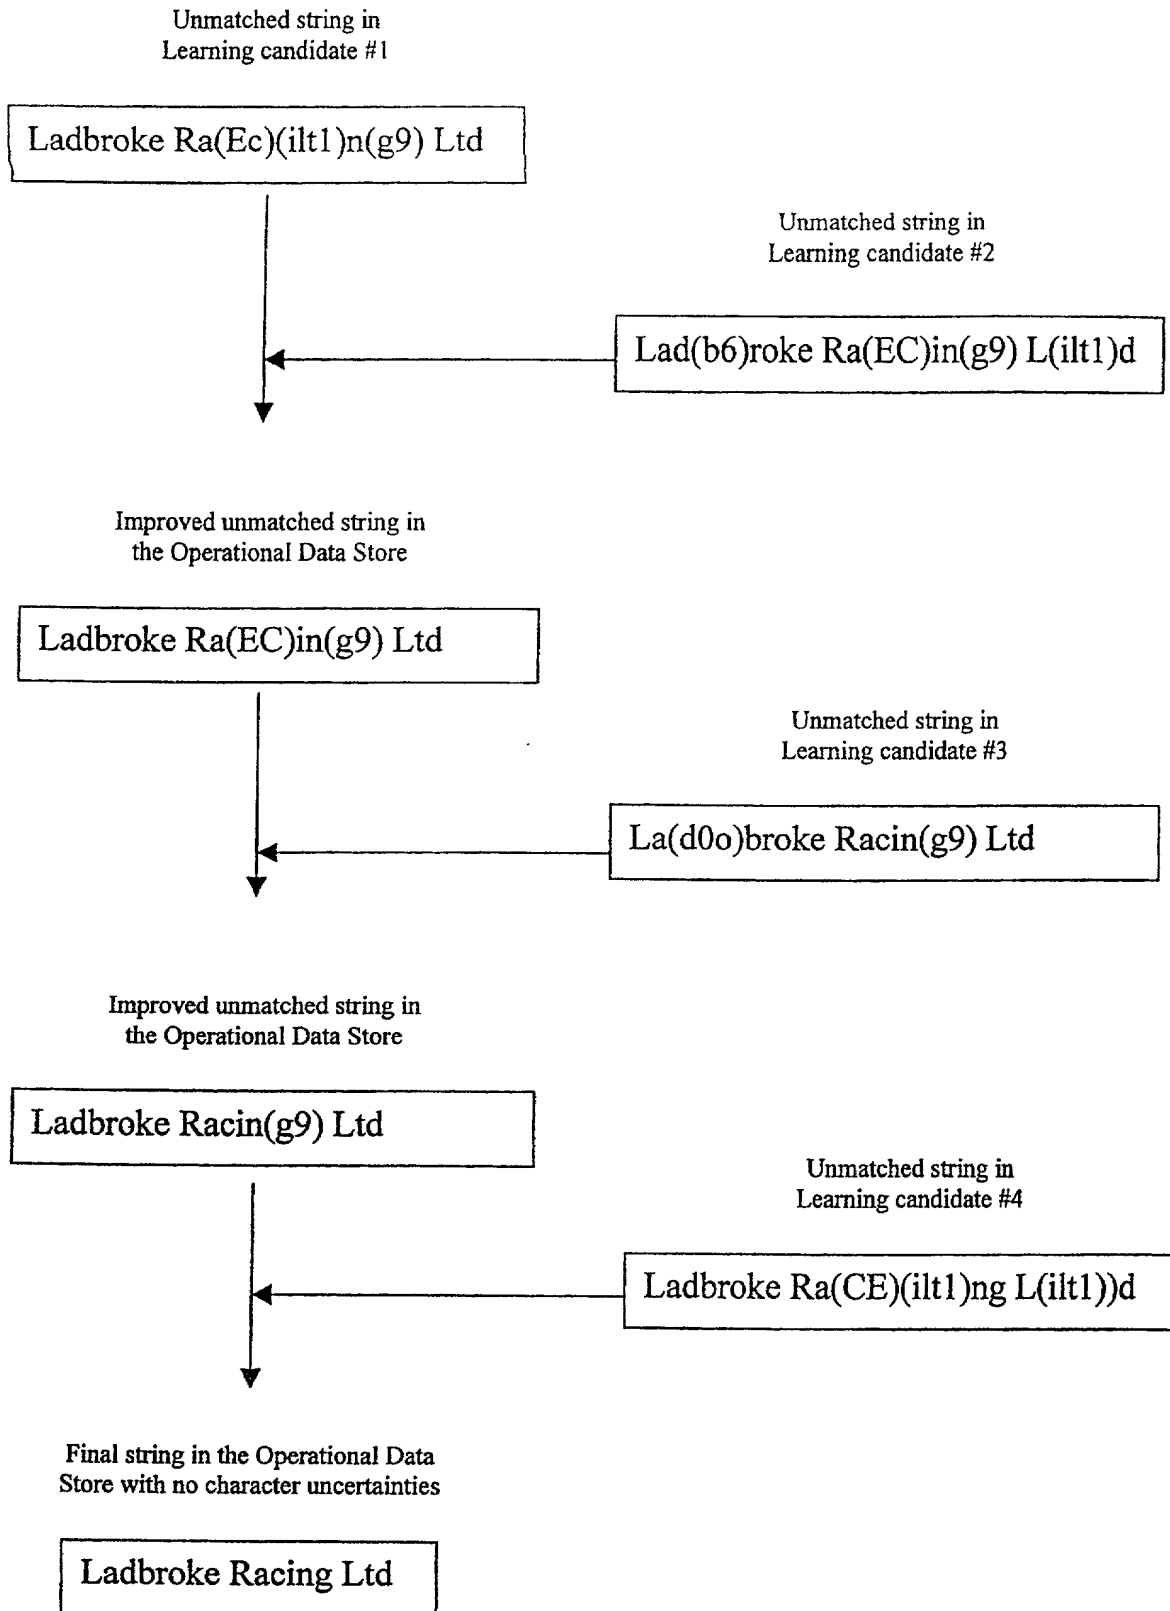 Unmatched string in
Learning candidate #1
Ladbroke Ra(Ec)(ilt1)n(g9) Ltd
Unmatched string in
Learning candidate #2
Lad(b6)roke Ra(EC)in(g9) L(ilt1)d
Improved unmatched string in
the Operational Data Store
Ladbroke Ra(EC)in(g9) Ltd
Unmatched string in
Learning candidate #3
La(d0o)broke Racin(g9) Ltd
Improved unmatched string in
the Operational Data Store
Ladbroke Racin(g9) Ltd
Unmatched string in
Learning candidate #4
Ladbroke Ra(CE)(ilt1)ng L(ilt1))d
Final string in the Operational Data
Store with no character uncertainties
Ladbroke Racing Ltd